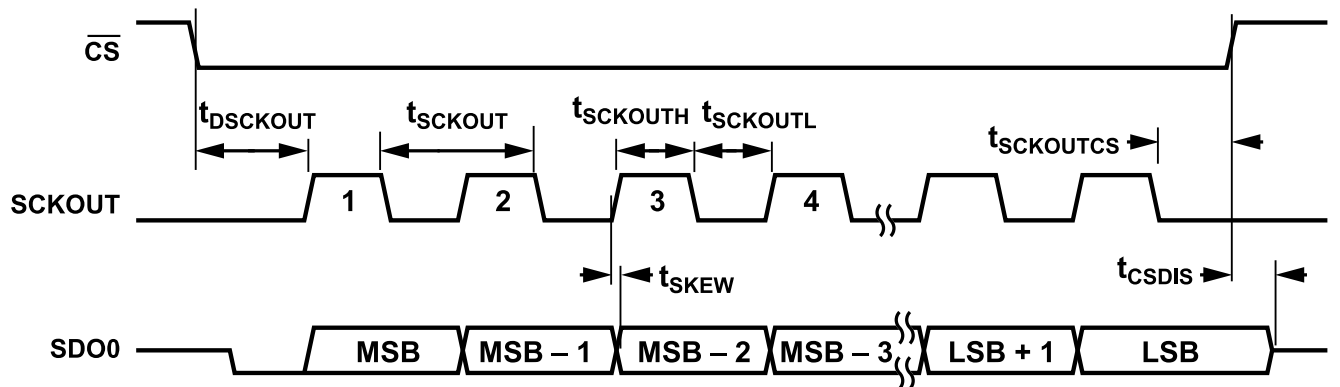 CS
tDSCKOUT tSCKOUT tSCKOUTH tSCKOUTL
tSCKOUTCS
SCKOUT 1 2 3 4
tSKEW tCSDIS
SDO0 MSB MSB – 1 MSB – 2 MSB – 3 LSB + 1 LSB